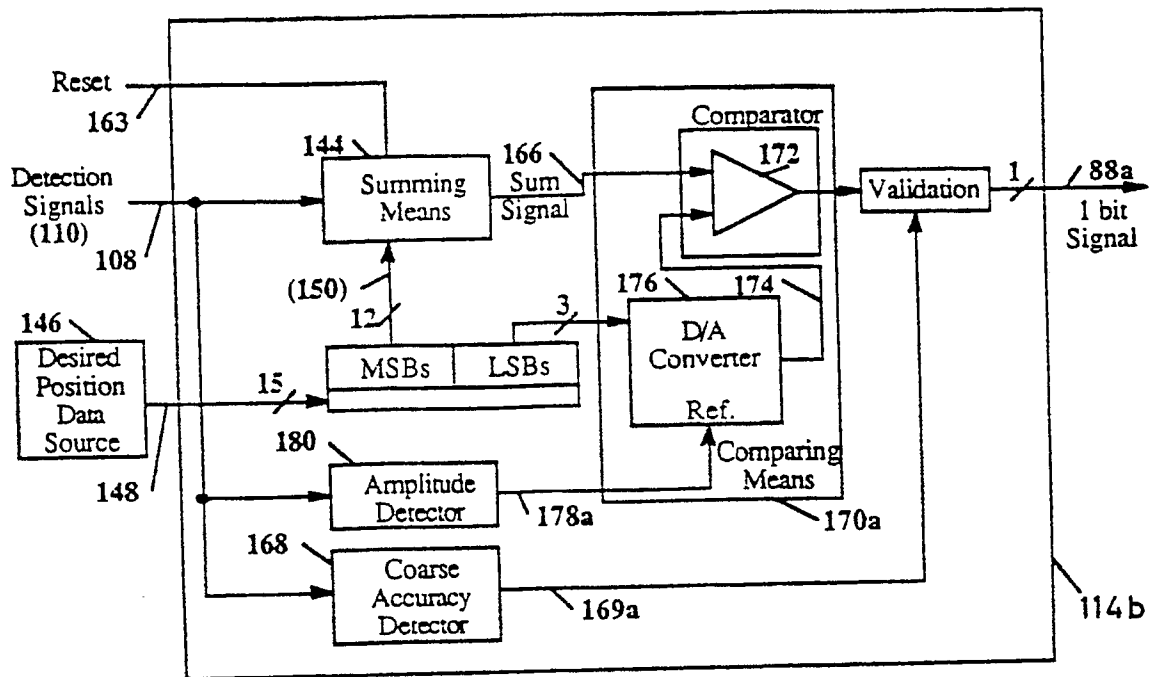 Reset
163
Detection
Signals
(110)
108
144
Summing
Means
166
Sum
Signal
Comparator
172
Validation
1
88a
1 bit
Signal
(150)
12
3
176
174
D/A
Converter
Ref.
146
Desired
Position
Data
Source
148
15
MSBs
LSBs
180
Amplitude
Detector
178a
Comparing
Means
170a
168
Coarse
Accuracy
Detector
169a
114b